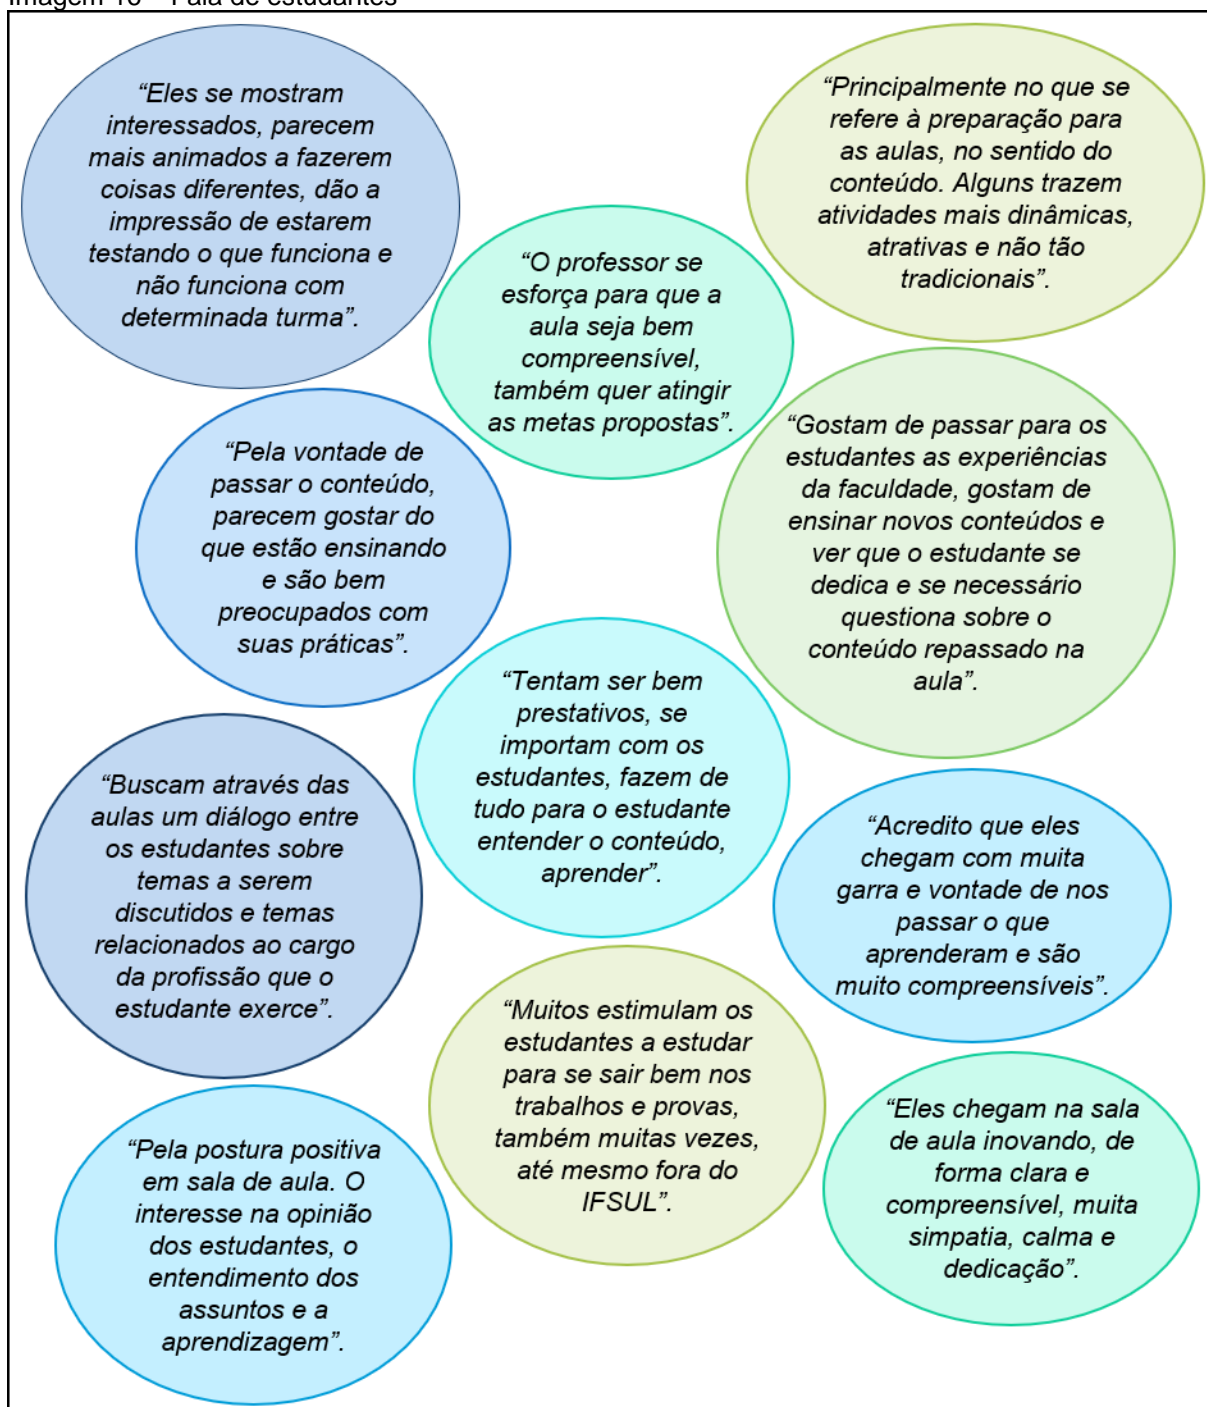 Fala de estudantes
“Eles se mostram
interessados, parecem
mais animados a fazerem
coisas diferentes, dão a
impressão de estarem
testando o que funciona e
não funciona com
determinada turma”.
“Principalmente no que se
refere à preparação para
as aulas, no sentido do
conteúdo. Alguns trazem
atividades mais dinâmicas,
atrativas e não tão
tradicionais”.
“O professor se
esforça para que a
aula seja bem
compreensível,
também quer atingir
as metas propostas”.
“Pela vontade de
passar o conteúdo,
parecem gostar do
que estão ensinando
e são bem
preocupados com
suas práticas”.
“Gostam de passar para os
estudantes as experiências
da faculdade, gostam de
ensinar novos conteúdos e
ver que o estudante se
dedica e se necessário
questiona sobre o
conteúdo repassado na
aula”.
“Tentam ser bem
prestativos, se
importam com os
estudantes, fazem de
tudo para o estudante
entender o conteúdo,
aprender”.
“Buscam através das
aulas um diálogo entre
os estudantes sobre
temas a serem
discutidos e temas
relacionados ao cargo
da profissão que o
estudante exerce”.
“Acredito que eles
chegam com muita
garra e vontade de nos
passar o que
aprenderam e são
muito compreensíveis”.
“Muitos estimulam os
estudantes a estudar
para se sair bem nos
trabalhos e provas,
também muitas vezes,
até mesmo fora do
IFSUL”.
“Eles chegam na sala
de aula inovando, de
forma clara e
compreensível, muita
simpatia, calma e
dedicação”.
“Pela postura positiva
em sala de aula. O
interesse na opinião
dos estudantes, o
entendimento dos
assuntos e a
aprendizagem”.